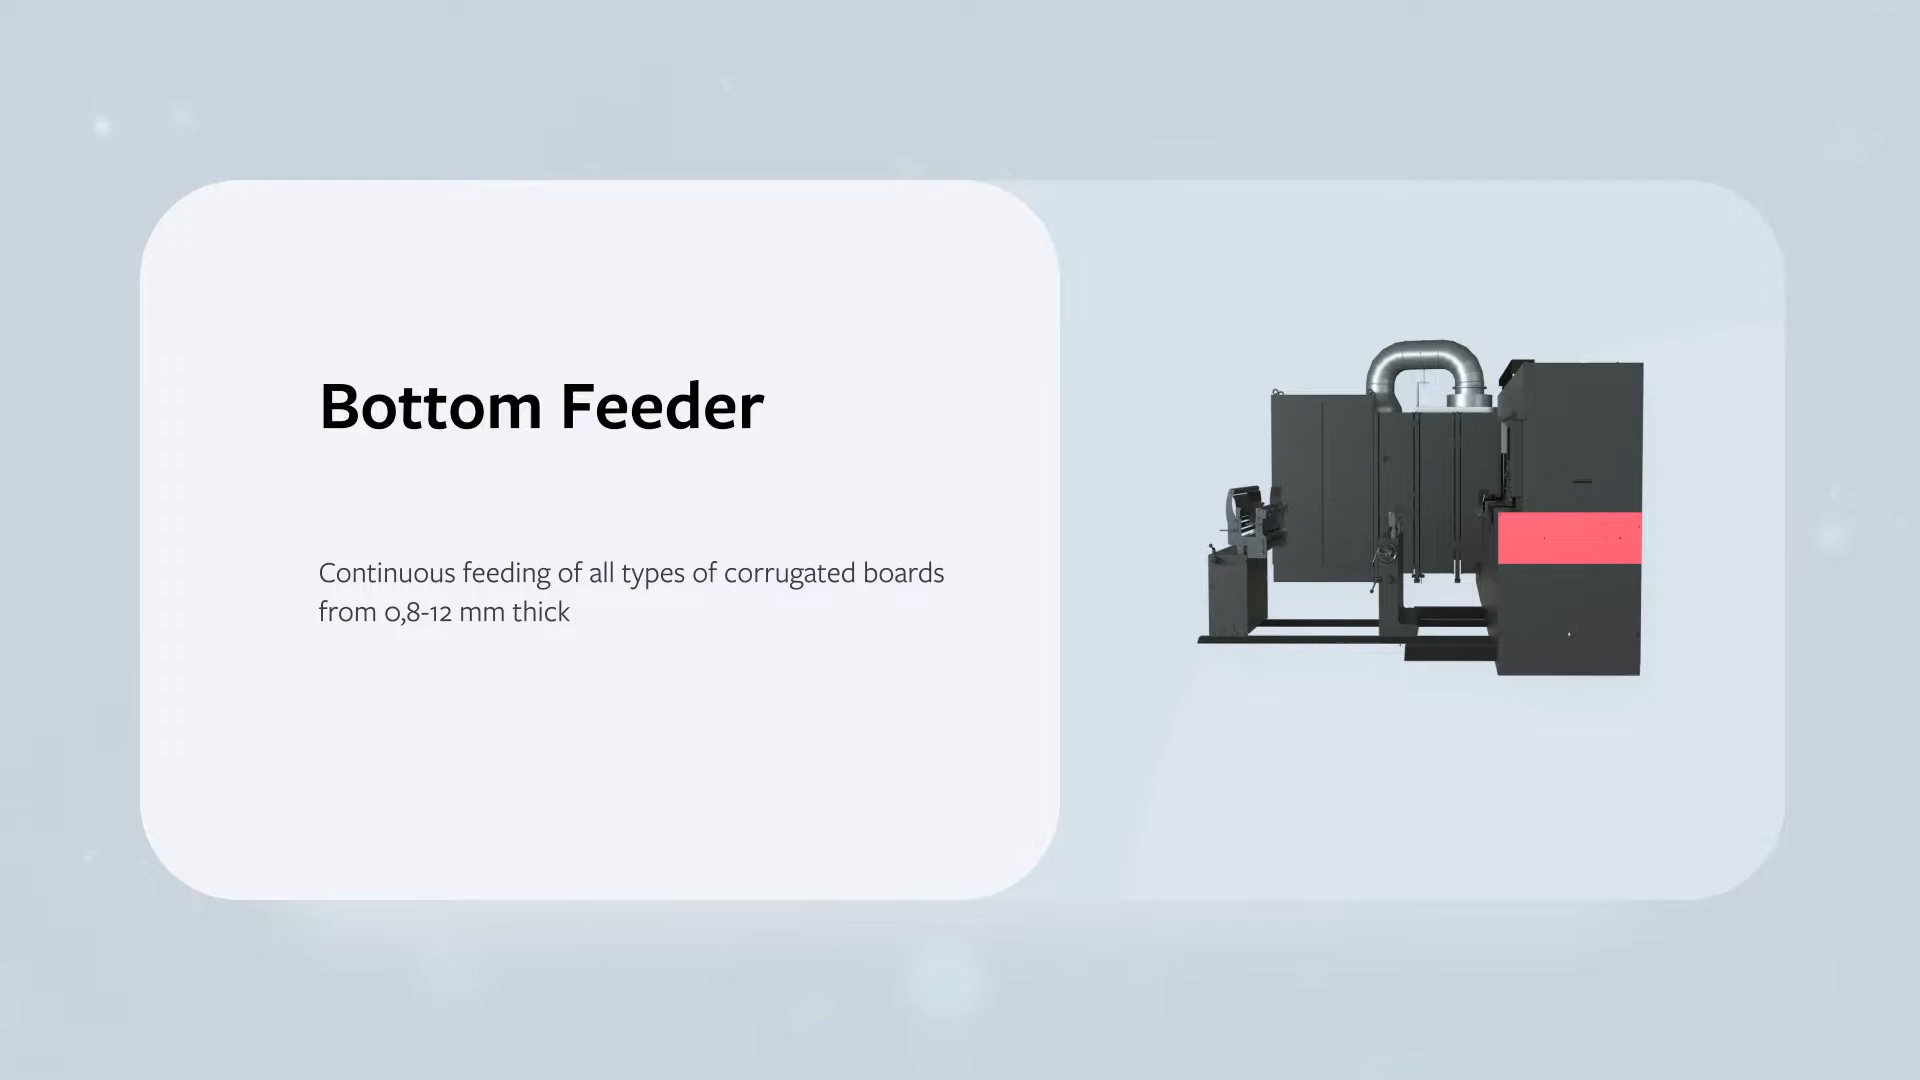 Bottom Feeder
Continuous feeding of all types of corrugated boards
from 0,8-12 mm thick